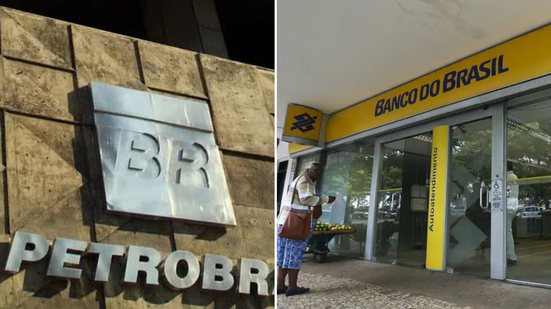 BR
PETROBR
BANCO DO BRASIL
Autoatendimento